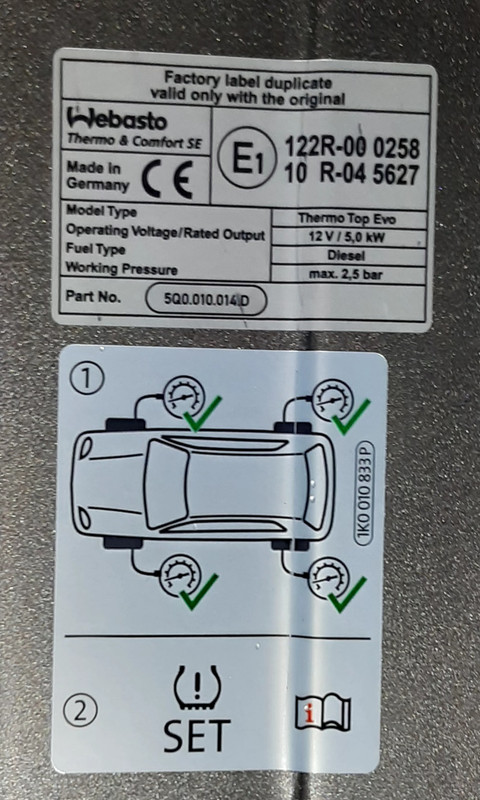 Factory label duplicate
valid only with the original
Webasto
Thermo & Comfort SE
Made in
Germany
CE
E1
122R-00 0258
10 R-04 5627
Model Type
Thermo Top Evo
Operating Voltage/Rated Output
12 V / 5,0 kW
Fuel Type
Diesel
Working Pressure
max. 2,5 bar
Part No.
5Q0.010.014.D
1
1K0 010 833 P
2
!
SET
i